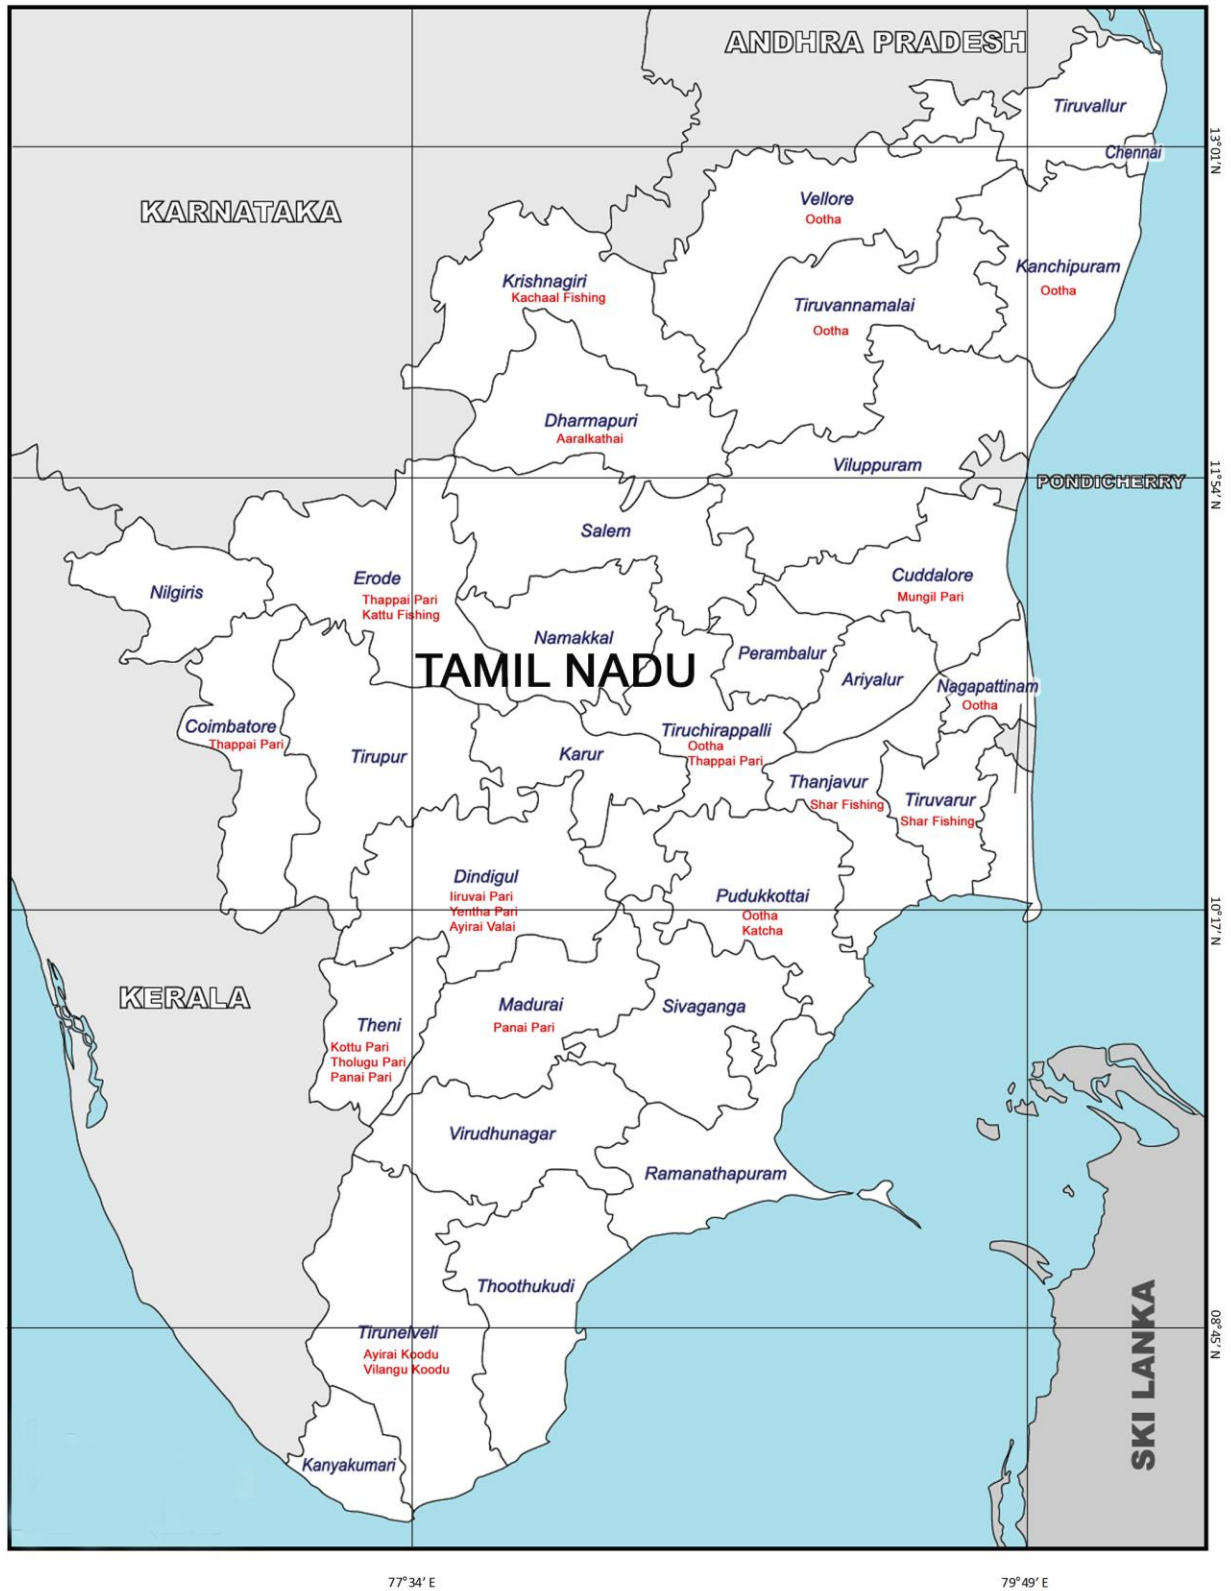 ANDHRA PRADESH
Tiruvallur
13°01'N
Chennai
KARNATAKA
Vellore
Ootha
Kanchipuram
Ootha
Krishnagiri
Kachaal Fishing
Tiruvannamalai
Ootha
Dharmapuri
Aaralkathai
Viluppuram
PONDICHERRY
11°54'N
Salem
Nilgiris
Erode
Thappai Pari
Kattu Fishing
Cuddalore
Mungil Pari
Namakkal
TAMIL NADU
Perambalur
Ariyalur
Nagapattinam
Ootha
Coimbatore
Thappai Pari
Tirupur
Karur
Tiruchirappalli
Ootha
Thappai Pari
Thanjavur
Shar Fishing
Tiruvarur
Shar Fishing
Dindigul
Iiruvai Pari
Yentha Pari
Ayirai Valai
Pudukkottai
Ootha
Katcha
10°17'N
KERALA
Theni
Kottu Pari
Tholugu Pari
Panai Pari
Madurai
Panai Pari
Sivaganga
Virudhunagar
Ramanathapuram
Thoothukudi
Tirunelveli
Ayirai Koodu
Vilangu Koodu
08°45'N
SKI LANKA
Kanyakumari
77°34' E
79°49' E